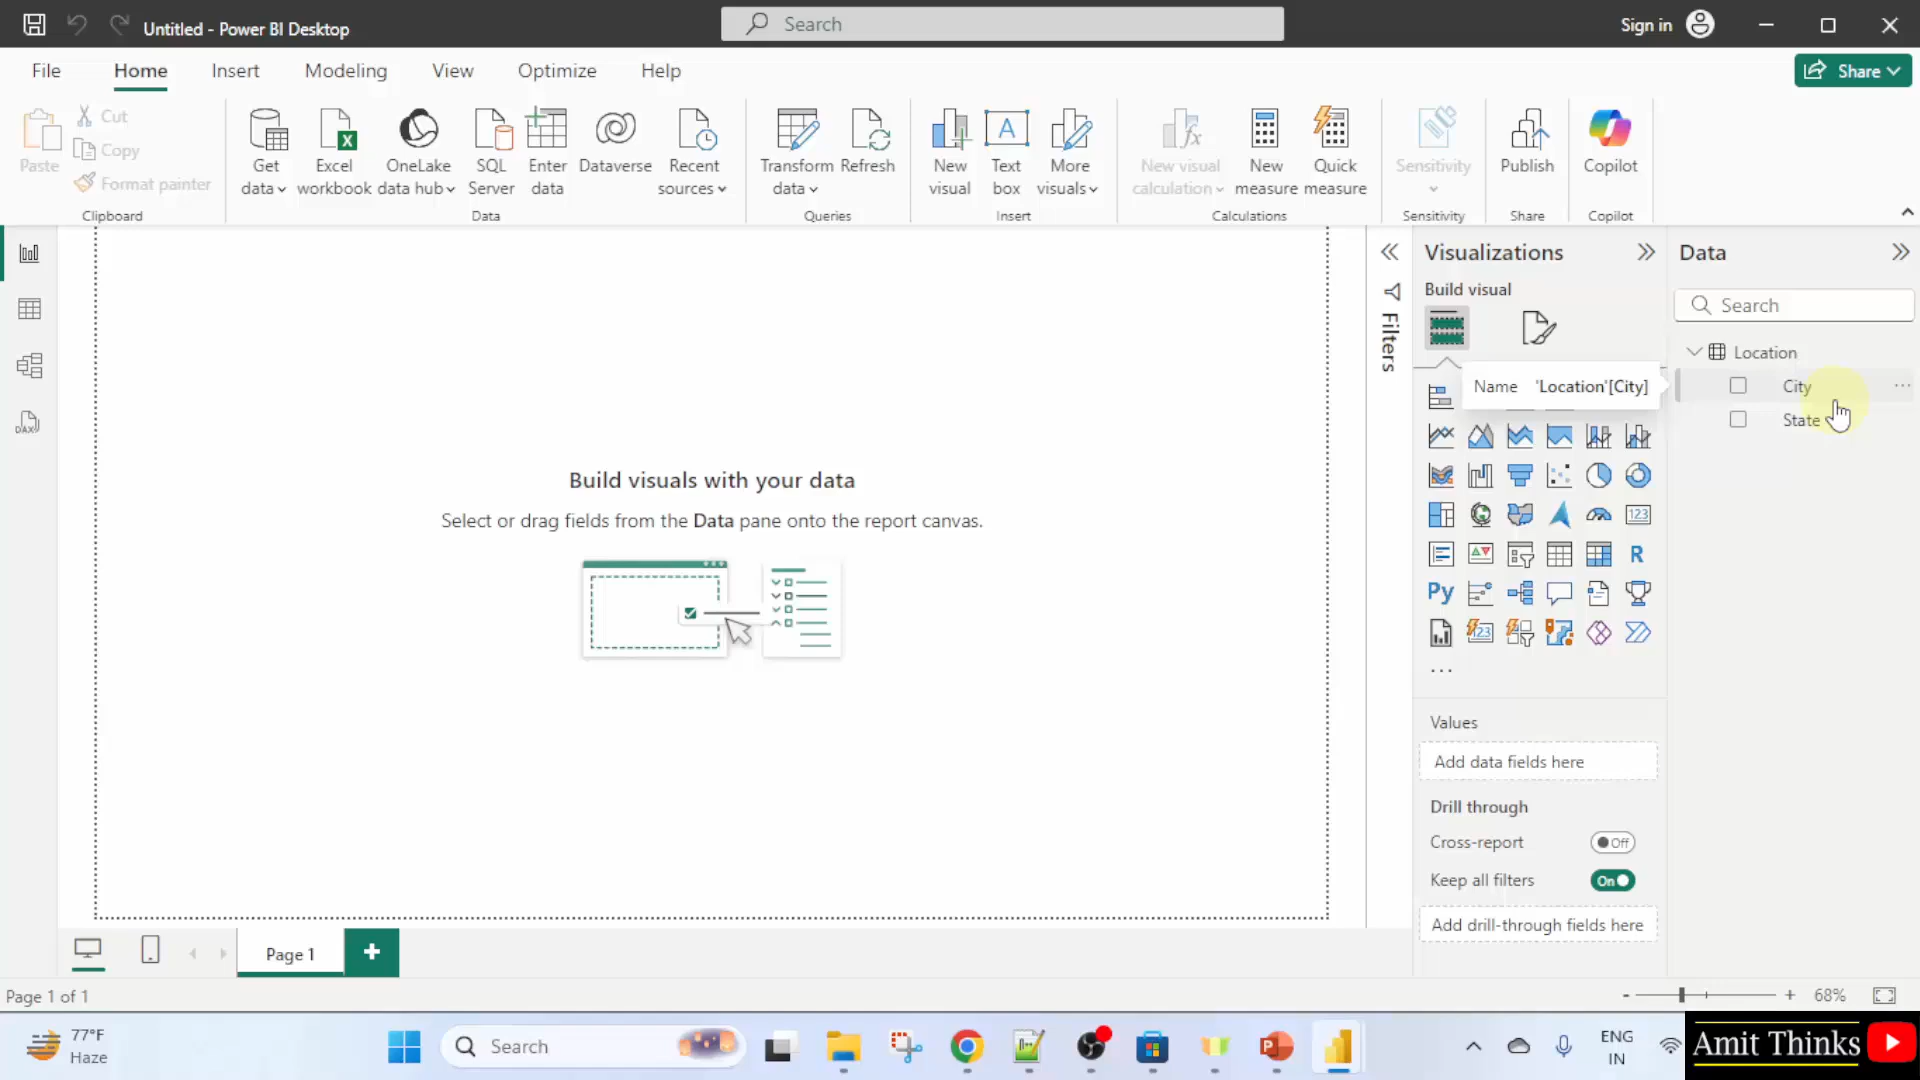 Untitled - Power BI Desktop
Search
Sign in
File
Home
Insert
Modeling
View
Optimize
Help
Share
Paste
Cut
Copy
Format painter
Clipboard
Get
data
Excel
workbook
OneLake
data hub
SQL
Server
Enter
data
Dataverse
Recent
sources
Data
Transform
data
Refresh
Queries
New
visual
Text
box
More
visuals
Insert
New visual
calculation
New
measure
Quick
measure
Calculations
Sensitivity
Sensitivity
Publish
Share
Copilot
Copilot
DAX
Build visuals with your data
Select or drag fields from the Data pane onto the report canvas.
Filters
Visualizations
Build visual
Name 'Location'[City]
123
R
Py
123
...
Values
Add data fields here
Drill through
Cross-report
Off
Keep all filters
On
Add drill-through fields here
Data
Search
Location
City
...
State
Page 1
+
Page 1 of 1
- + 68%
77°F
Haze
Search
ENG
IN
Amit Thinks